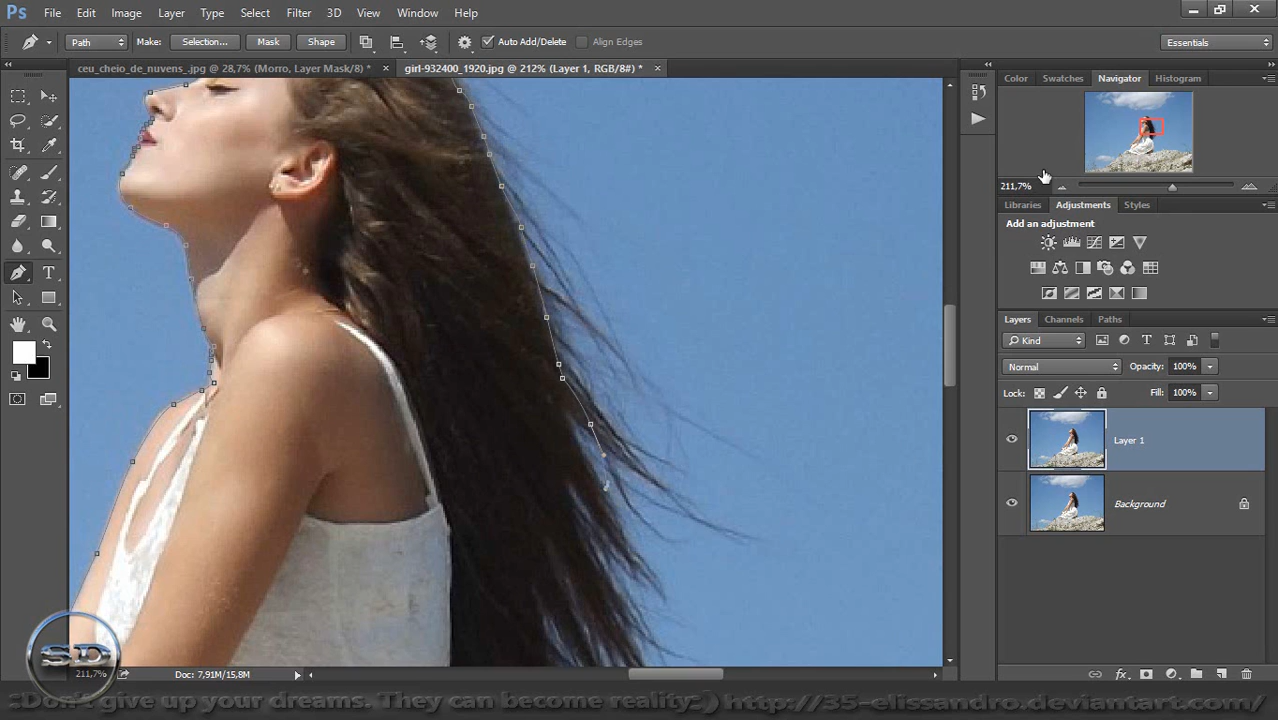 Ps File Edit Image Layer Type Select Filter 3D View Window Help
Path Make: Selection... Mask Shape Auto Add/Delete Align Edges Essentials
ceu_cheio_de_nuvens_.jpg @ 28,7% (Morro, Layer Mask/8) * × girl-932400_1920.jpg @ 212% (Layer 1, RGB/8#) * ×
Color Swatches Navigator Histogram
211,7%
Libraries Adjustments Styles
Add an adjustment
Layers Channels Paths
Kind
Normal Opacity: 100%
Lock: Fill: 100%
Layer 1
Background
SD
211,7% Doc: 7,91M/15,8M
sDon't give up your dreams. They can become reality:) http://35-elissandro.deviantart.com/